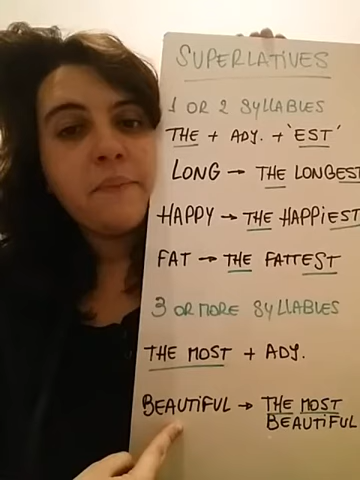 SUPERLATIVES
1 OR 2 SYLLABLES
THE + ADJ. + 'EST'
LONG → THE LONGEST
HAPPY → THE HAPPIEST
FAT → THE FATTEST
3 OR MORE SYLLABLES
THE MOST + ADJ.
BEAUTIFUL → THE MOST
BEAUTIFUL